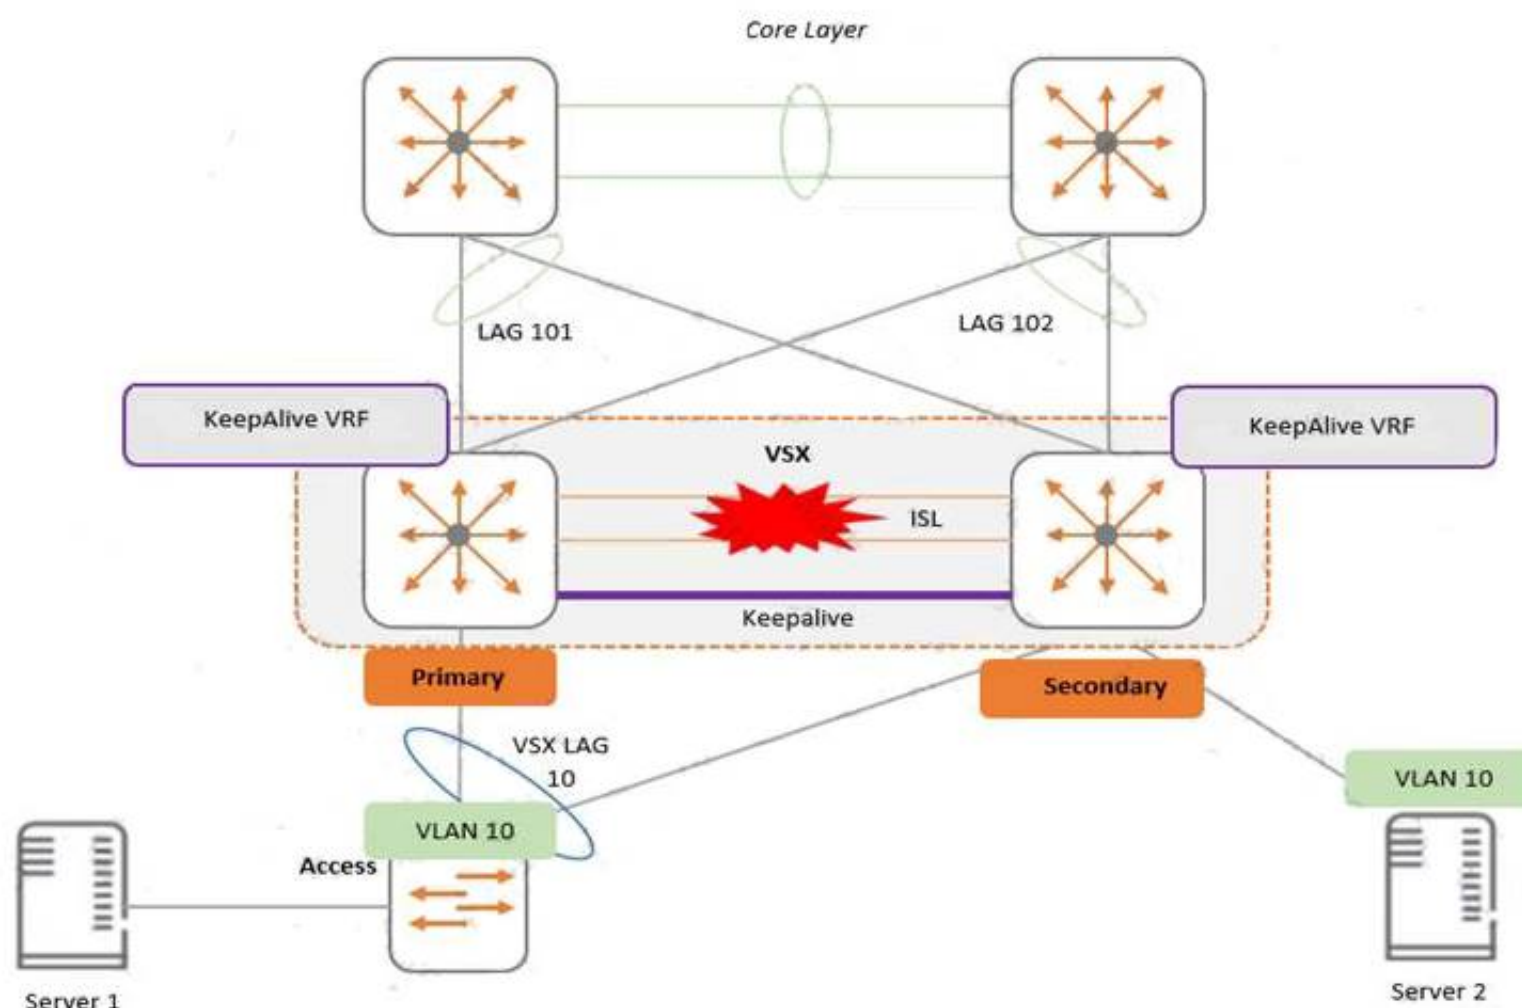 Core Layer
LAG 101
LAG 102
KeepAlive VRF
KeepAlive VRF
VSX
ISL
Keepalive
Primary
Secondary
VSX LAG
10
VLAN 10
VLAN 10
Access
Server 1
Server 2